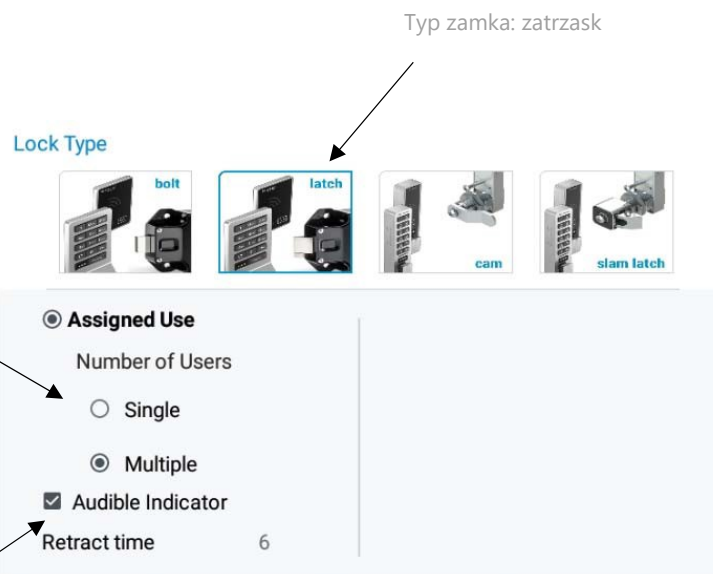 Typ zamka: zatrzask
Lock Type
bolt
latch
cam
slam latch
Assigned Use
Number of Users
Single
Multiple
Audible Indicator
Retract time 6